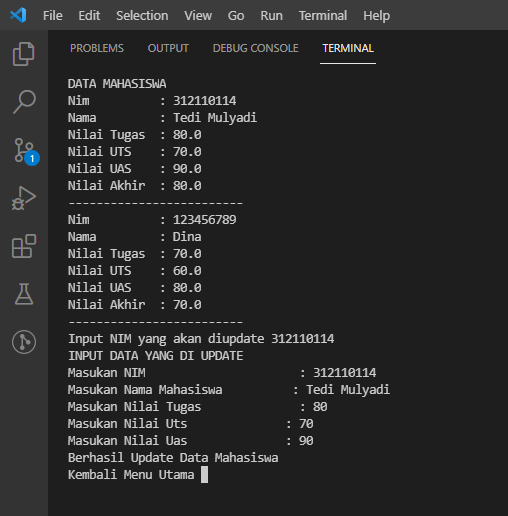 File Edit Selection View Go Run Terminal Help
PROBLEMS OUTPUT DEBUG CONSOLE TERMINAL
DATA MAHASISWA
Nim : 312110114
Nama : Tedi Mulyadi
Nilai Tugas : 80.0
Nilai UTS : 70.0
Nilai UAS : 90.0
Nilai Akhir : 80.0
-------------------------
Nim : 123456789
Nama : Dina
Nilai Tugas : 70.0
Nilai UTS : 60.0
Nilai UAS : 80.0
Nilai Akhir : 70.0
-------------------------
Input NIM yang akan diupdate 312110114
INPUT DATA YANG DI UPDATE
Masukan NIM : 312110114
Masukan Nama Mahasiswa : Tedi Mulyadi
Masukan Nilai Tugas : 80
Masukan Nilai Uts : 70
Masukan Nilai Uas : 90
Berhasil Update Data Mahasiswa
Kembali Menu Utama
1